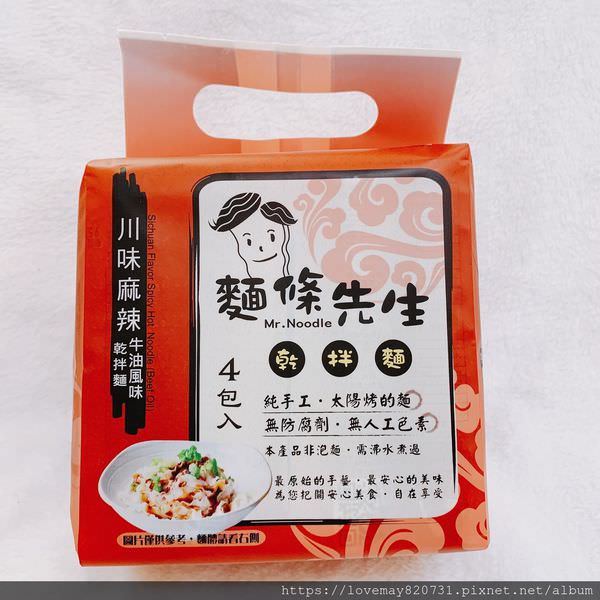 川味麻辣
牛油風味
乾拌麵
Sichuan Flavor Spicy Hot Noodle (Beef Oil)
麵條先生
Mr.Noodle
乾拌麵
4包入
純手工・太陽烤的麵
無防腐劑・無人工色素
本產品非泡麵・需沸水煮過
最原始的手藝・最安心的美味
為您把關安心美食・自在享受
圖片僅供參考・麵體請看右側
https://lovemay820731.pixnet.net/album